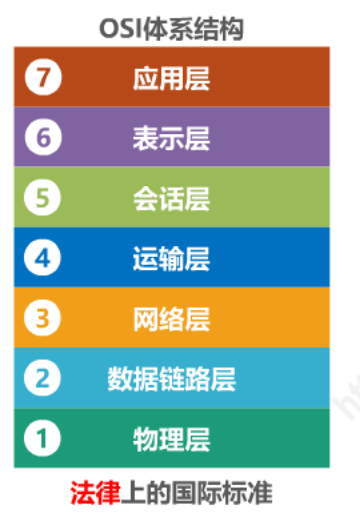 OSI体系结构
7 应用层
6 表示层
5 会话层
4 运输层
3 网络层
2 数据链路层
1 物理层
法律上的国际标准